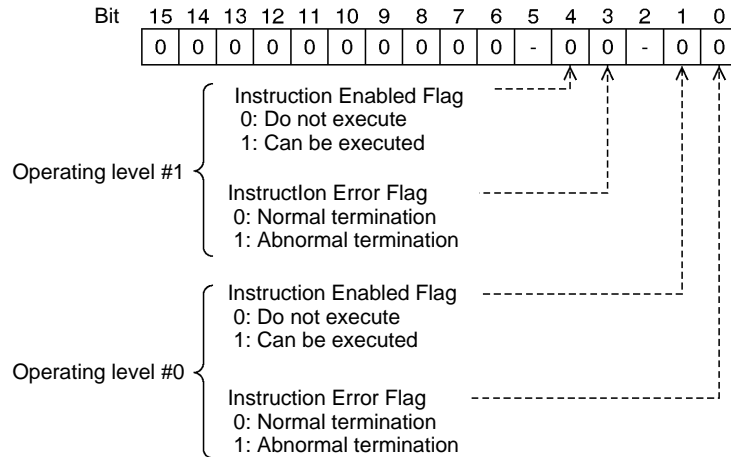 Bit 15 14 13 12 11 10 9 8 7 6 5 4 3 2 1 0
0 0 0 0 0 0 0 0 0 0 - 0 0 - 0 0
Operating level #1
Instruction Enabled Flag
0: Do not execute
1: Can be executed
InstructIon Error Flag
0: Normal termination
1: Abnormal termination
Operating level #0
Instruction Enabled Flag
0: Do not execute
1: Can be executed
Instruction Error Flag
0: Normal termination
1: Abnormal termination